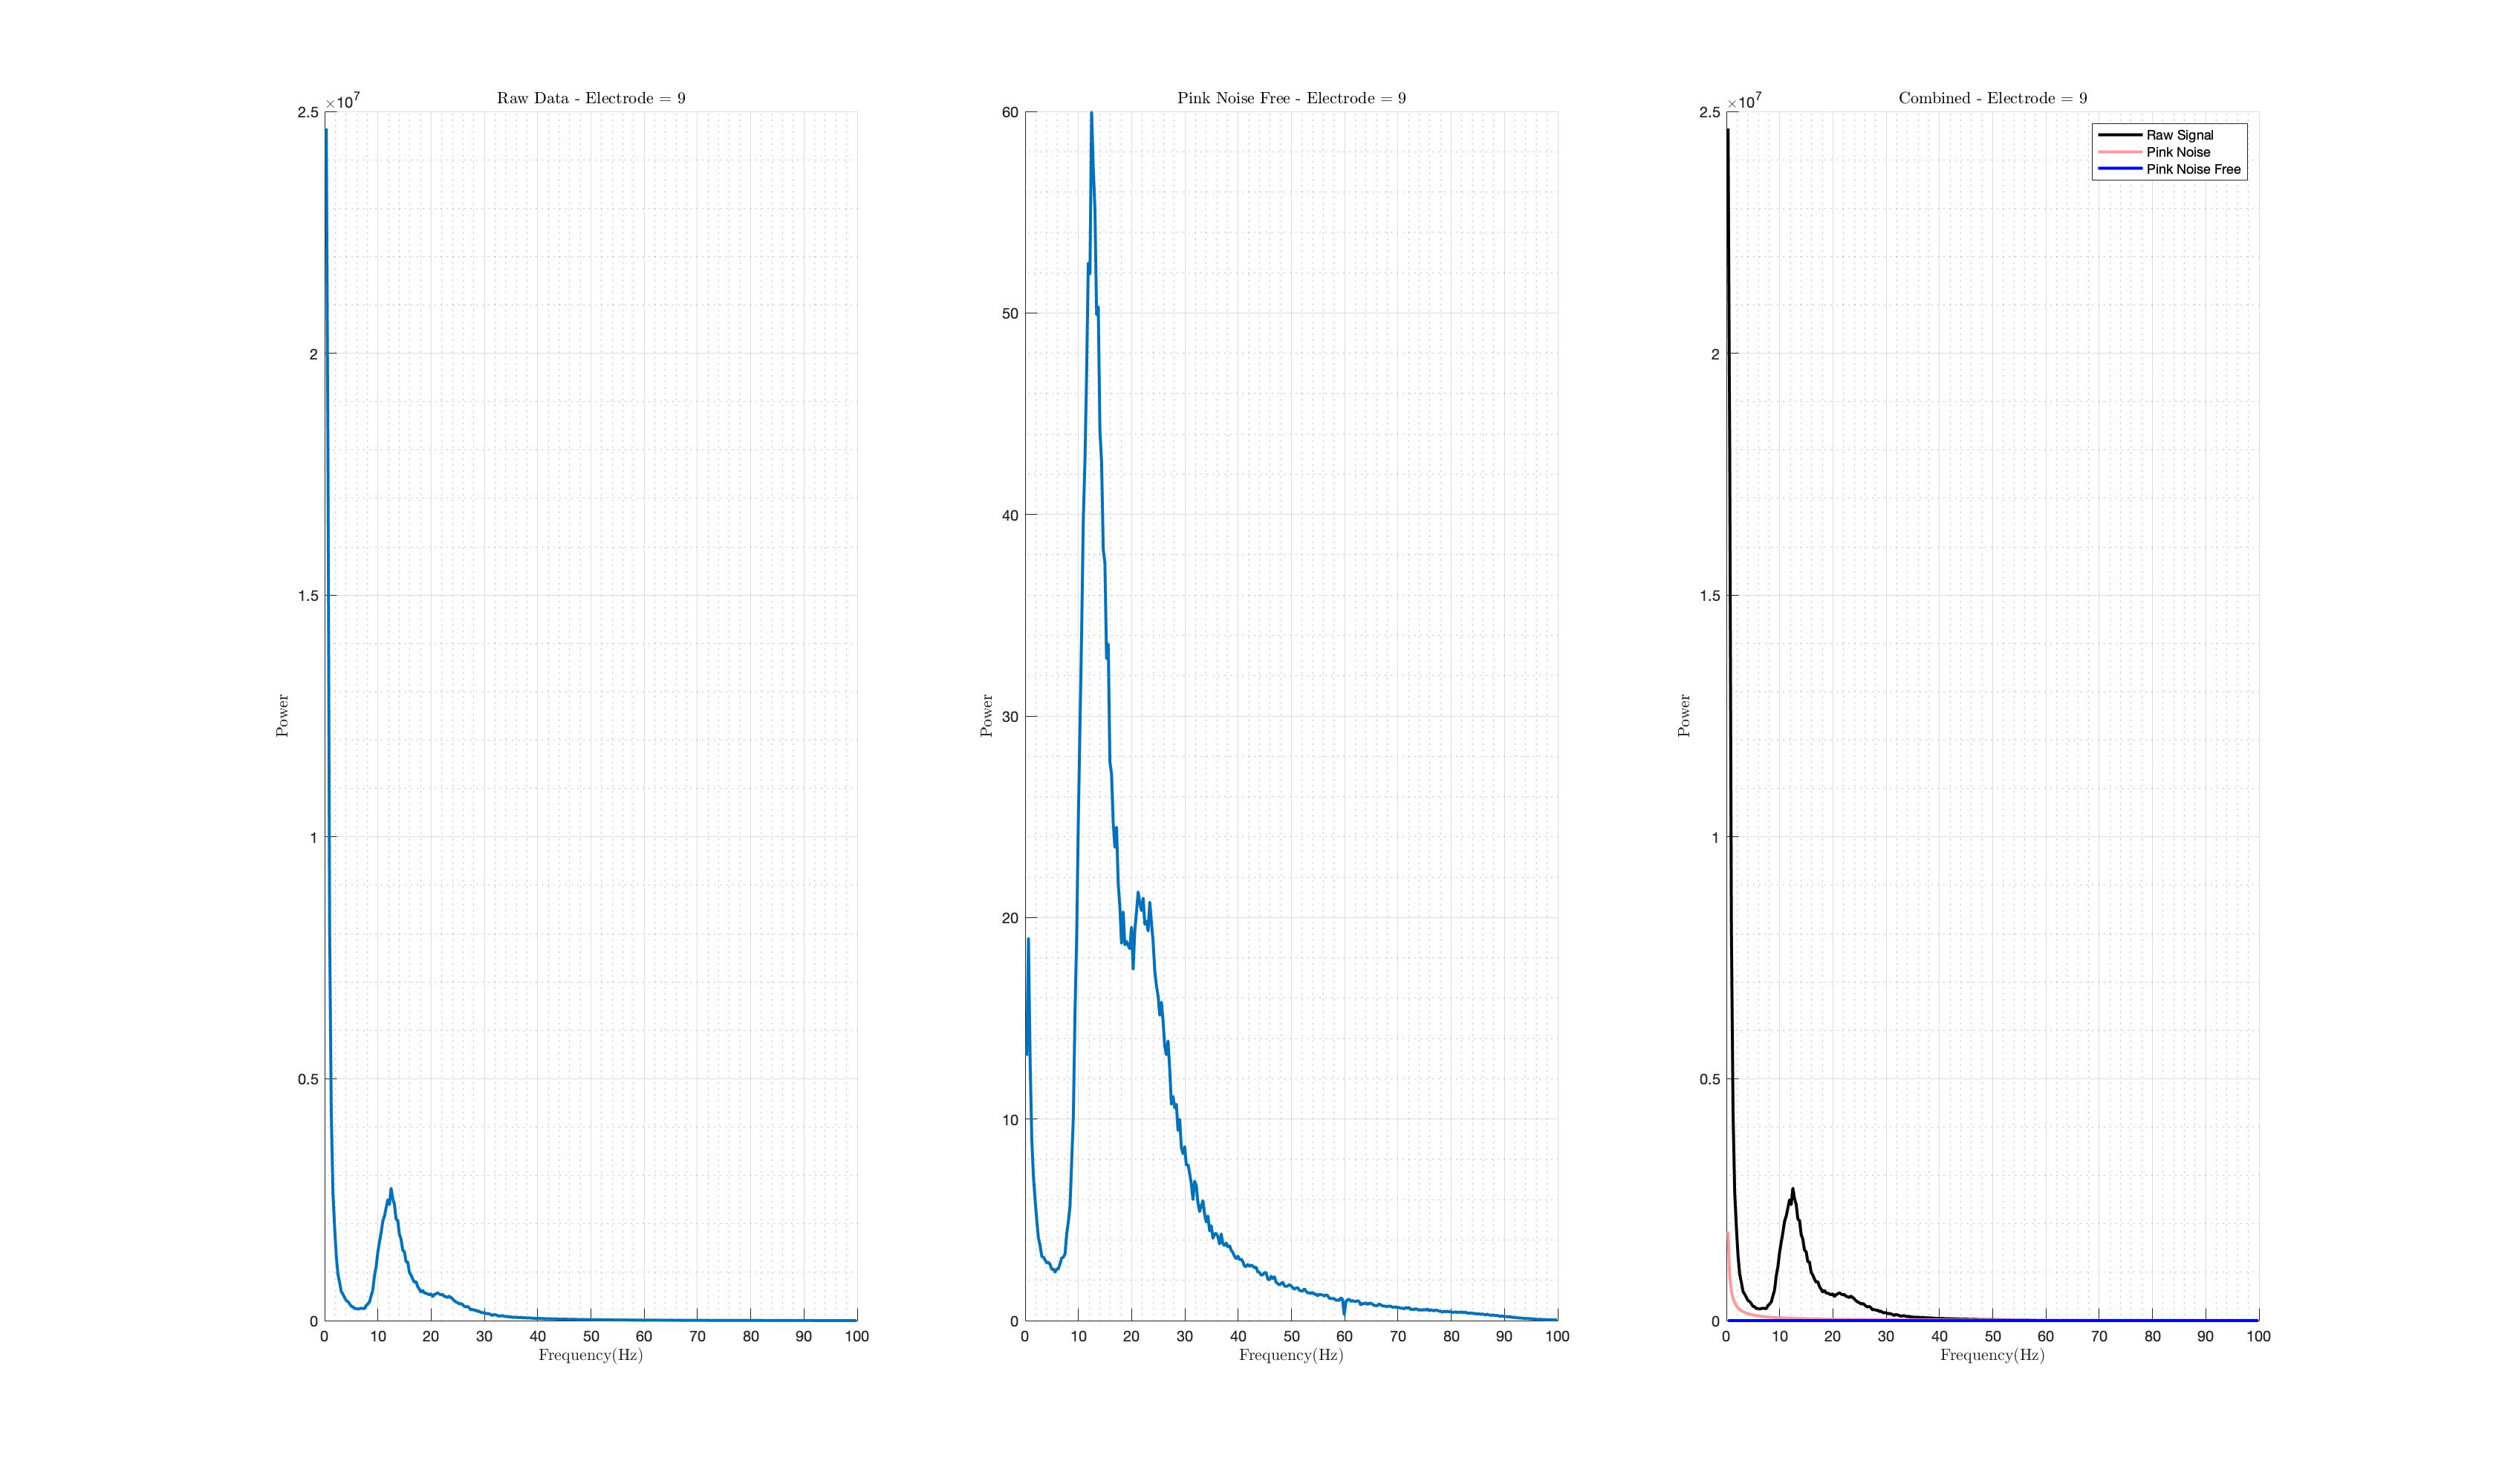 Raw Data - Electrode = 9
×10^7
2.5
2
1.5
1
0.5
0
Power
0 10 20 30 40 50 60 70 80 90 100
Frequency(Hz)
Pink Noise Free - Electrode = 9
60
50
40
30
20
10
0
Power
0 10 20 30 40 50 60 70 80 90 100
Frequency(Hz)
Combined - Electrode = 9
×10^7
2.5
2
1.5
1
0.5
0
Power
Raw Signal
Pink Noise
Pink Noise Free
0 10 20 30 40 50 60 70 80 90 100
Frequency(Hz)